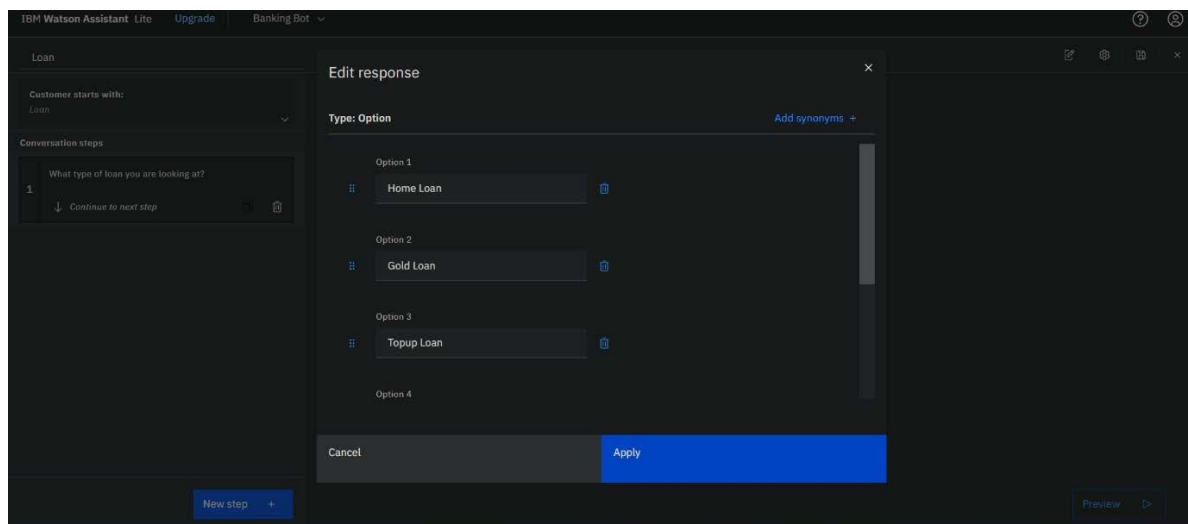 IBM Watson Assistant Lite Upgrade Banking Bot
Loan
Edit response
Customer starts with:
Loan
Type: Option
Add synonyms +
Conversation steps
1 What type of loan you are looking at?
Continue to next step
Option 1
Home Loan
Option 2
Gold Loan
Option 3
Topup Loan
Option 4
Cancel
Apply
New step +
Preview